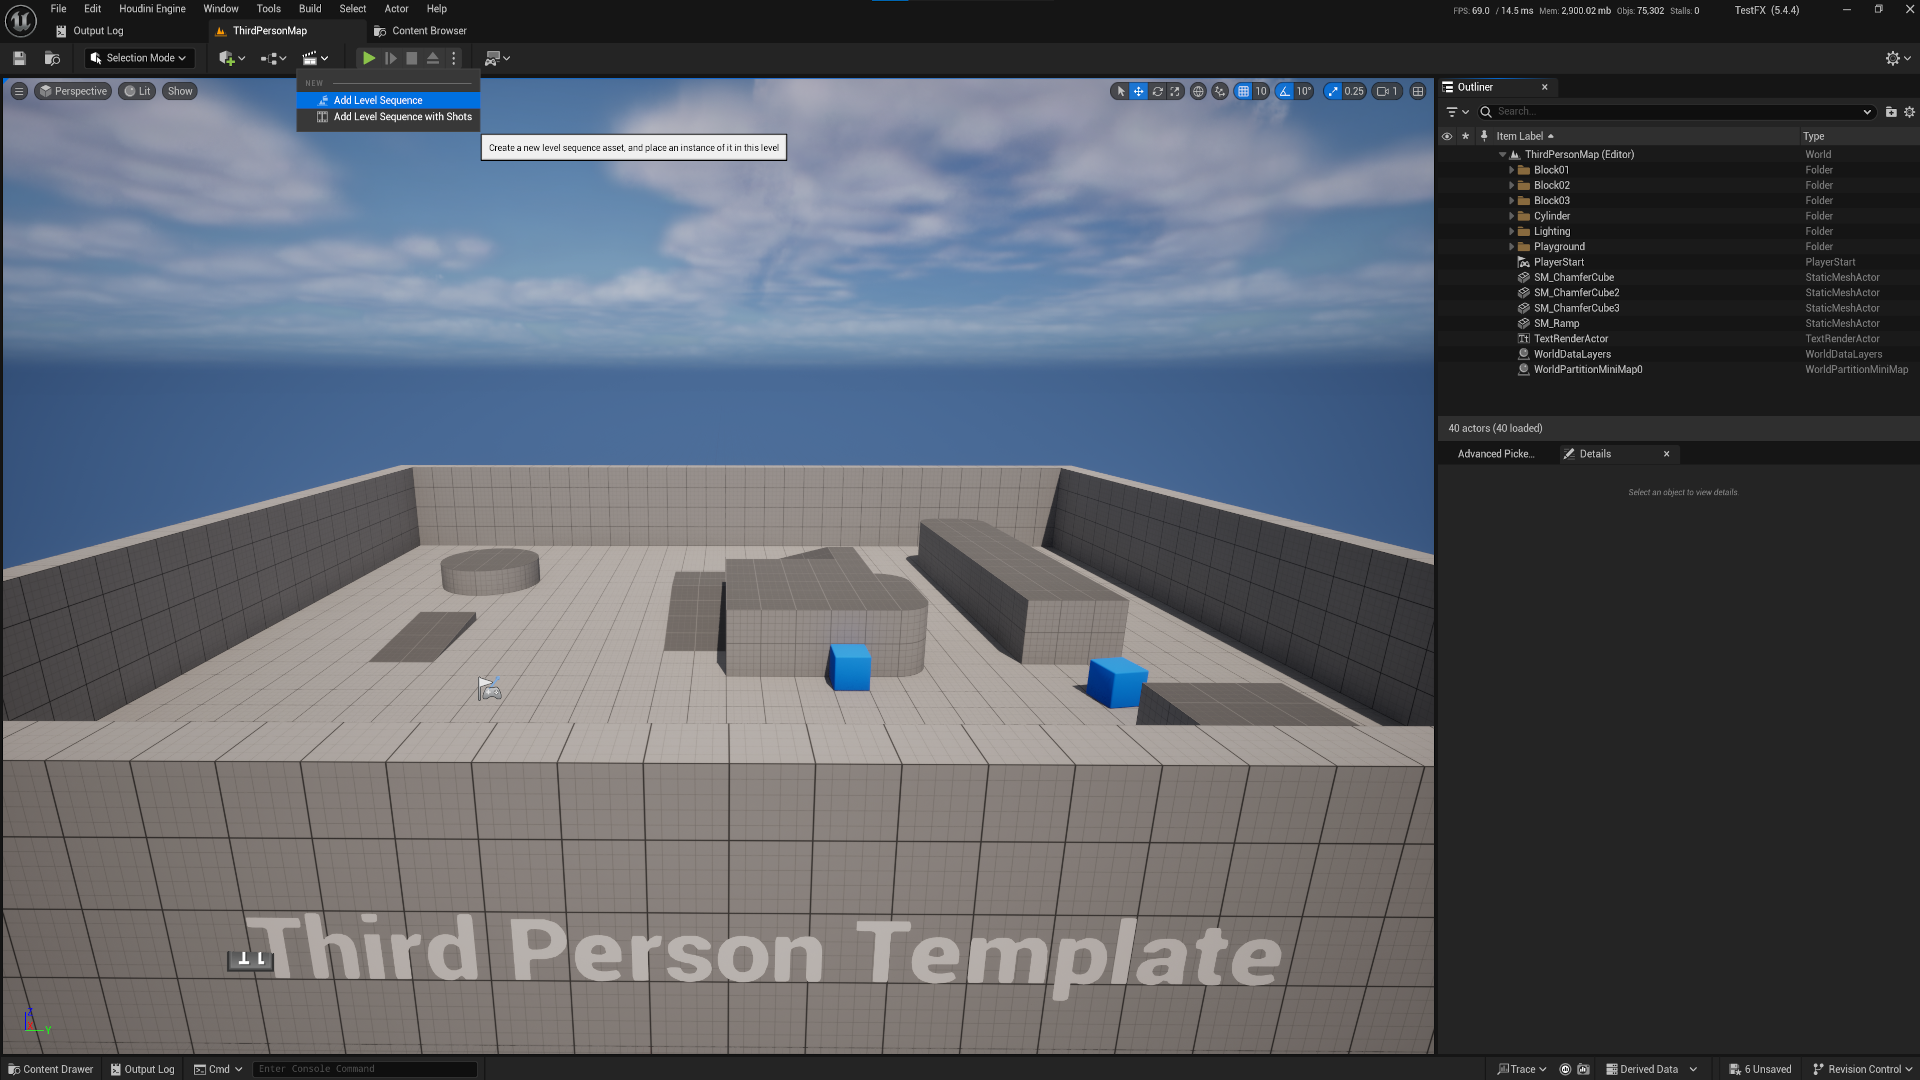 File Edit Houdini Engine Window Tools Build Select Actor Help
FPS: 69.0 / 14.5 ms Mem: 2,900.02 mb Objs: 75,302 Stalls: 0 TestFX (5.4.4)
Output Log ThirdPersonMap Content Browser
Selection Mode
NEW
Add Level Sequence
Add Level Sequence with Shots
Create a new level sequence asset, and place an instance of it in this level
Perspective Lit Show
10 10° 0.25 1
Outliner
Search...
Item Label Type
ThirdPersonMap (Editor) World
Block01 Folder
Block02 Folder
Block03 Folder
Cylinder Folder
Lighting Folder
Playground Folder
PlayerStart PlayerStart
SM_ChamferCube StaticMeshActor
SM_ChamferCube2 StaticMeshActor
SM_ChamferCube3 StaticMeshActor
SM_Ramp StaticMeshActor
TextRenderActor TextRenderActor
WorldDataLayers WorldDataLayers
WorldPartitionMiniMap0 WorldPartitionMiniMap
40 actors (40 loaded)
Advanced Picke... Details
Select an object to view details.
Third Person Template
Z
Y
Content Drawer Output Log Cmd Enter Console Command
Trace Derived Data 6 Unsaved Revision Control